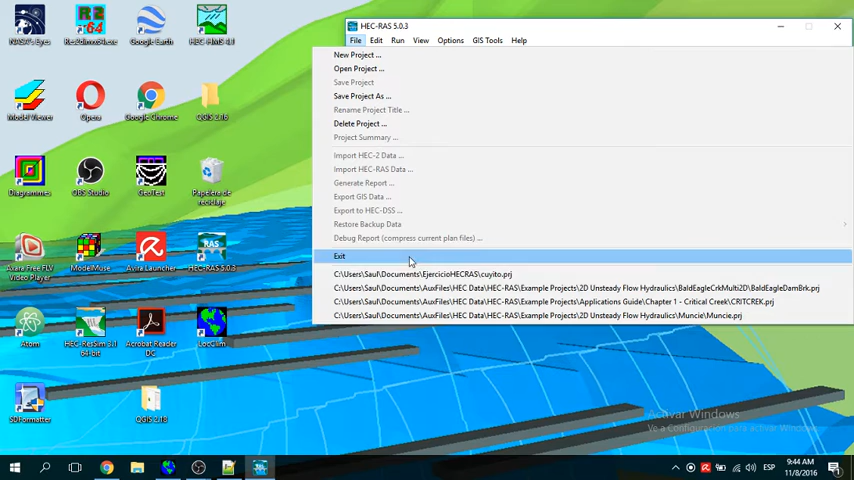 HEC-RAS 5.0.3
File Edit Run View Options GIS Tools Help
New Project ...
Open Project ...
Save Project
Save Project As ...
Rename Project Title ...
Delete Project ...
Project Summary ...
Import HEC-2 Data ...
Import HEC-RAS Data ...
Generate Report ...
Export GIS Data ...
Export to HEC-DSS ...
Restore Backup Data
Debug Report (compress current plan files) ...
Exit
C:\Users\Saul\Documents\EjercicioHECRAS\cuyito.prj
C:\Users\Saul\Documents\AuxFiles\HEC Data\HEC-RAS\Example Projects\2D Unsteady Flow Hydraulics\BaldEagleCrkMulti2D\BaldEagleDamBrk.prj
C:\Users\Saul\Documents\AuxFiles\HEC Data\HEC-RAS\Example Projects\Applications Guide\Chapter 1 - Critical Creek\CRITCREK.prj
C:\Users\Saul\Documents\AuxFiles\HEC Data\HEC-RAS\Example Projects\2D Unsteady Flow Hydraulics\Muncie\Muncie.prj
NASA's Eyes Res2dinvx64.exe Google Earth HEC-HMS 4.1
Model Viewer Opera Google Chrome QGIS 2.16
Diagrammes OBS Studio GeoTest Papelera de reciclaje
Axara Free FLV Video Player ModelMuse Avira Launcher HEC-RAS 5.0.3
Atom HEC-ResSim 3.1 64-bit Acrobat Reader DC LocClim
SDFormatter QGIS 2.18
Activar Windows
Ve a Configuración para activar Windows.
ESP
9:44 AM
11/8/2016